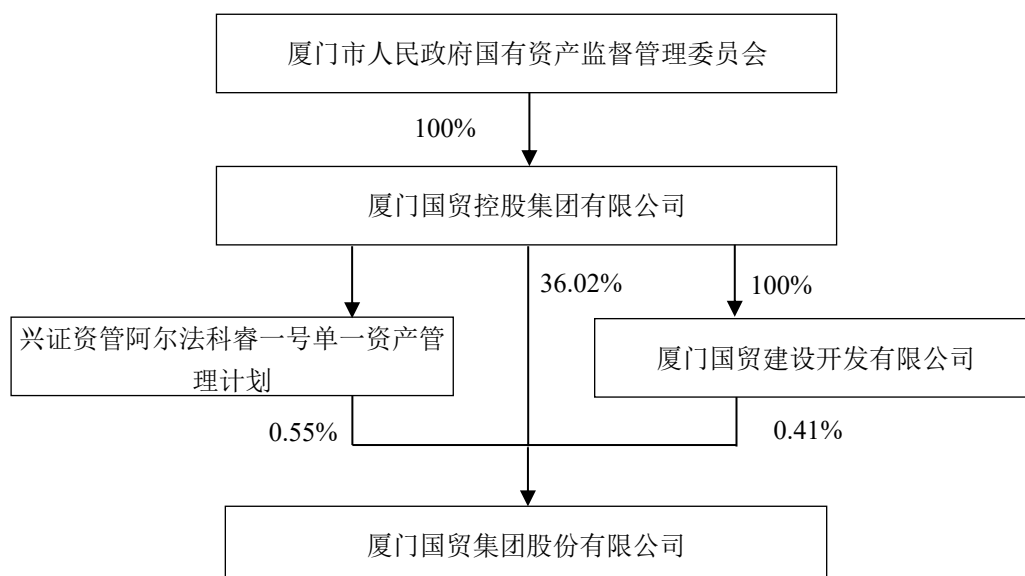 厦门市人民政府国有资产监督管理委员会
100%
厦门国贸控股集团有限公司
36.02%
100%
兴证资管阿尔法科睿一号单一资产管
理计划
厦门国贸建设开发有限公司
0.55%
0.41%
厦门国贸集团股份有限公司